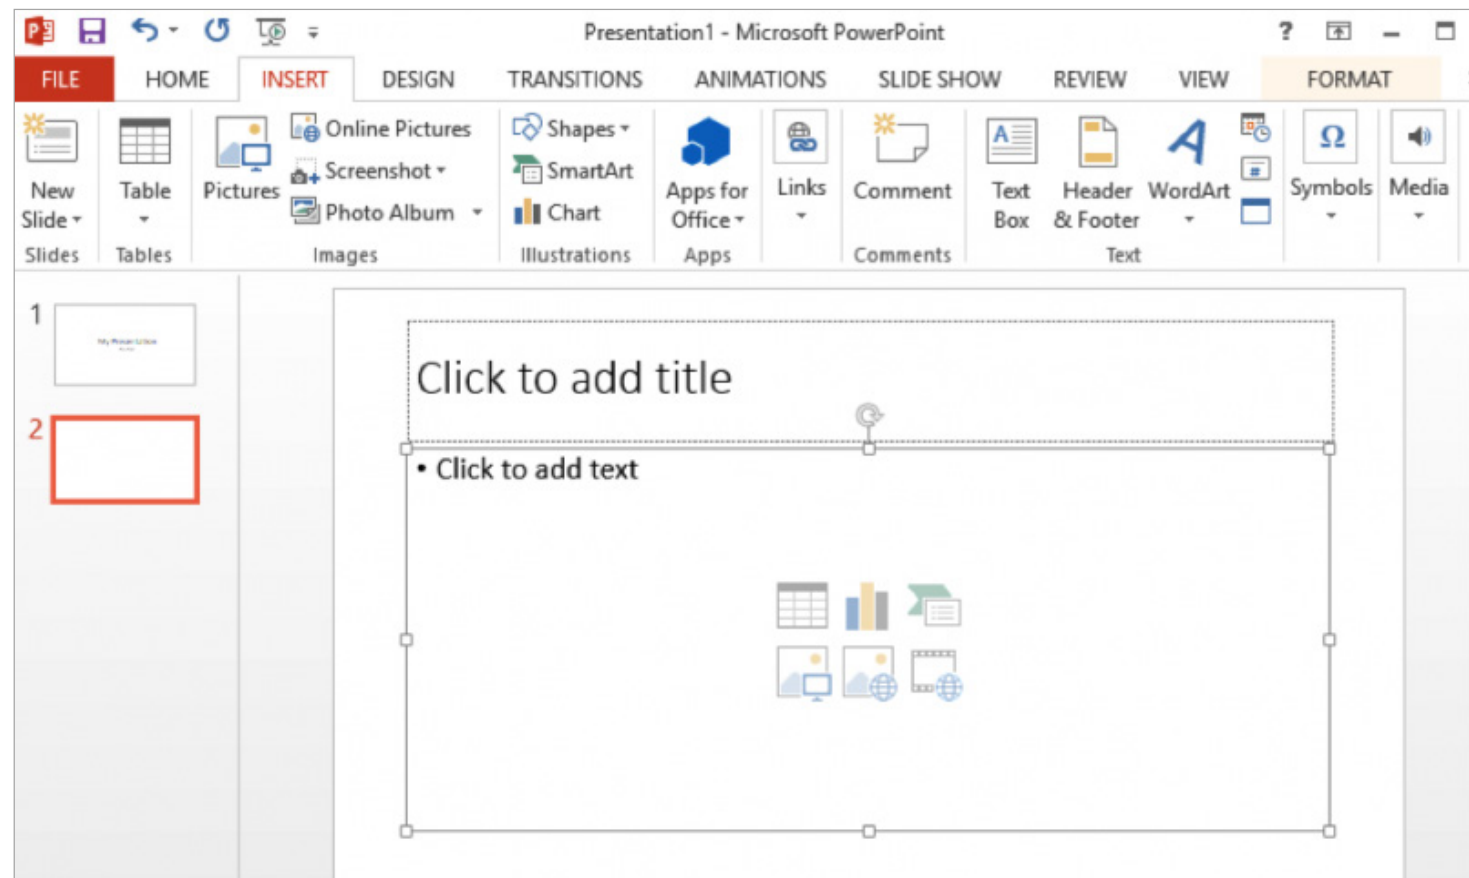 Presentation1 - Microsoft PowerPoint
?
FILE HOME INSERT DESIGN TRANSITIONS ANIMATIONS SLIDE SHOW REVIEW VIEW FORMAT
New Slide
Slides
Table
Tables
Pictures
Online Pictures
Screenshot
Photo Album
Images
Shapes
SmartArt
Chart
Illustrations
Apps for
Office
Apps
Links
Comment
Comments
Text
Box
Header
& Footer
WordArt
Text
Symbols
Media
1
My Presentation
2
Click to add title
• Click to add text